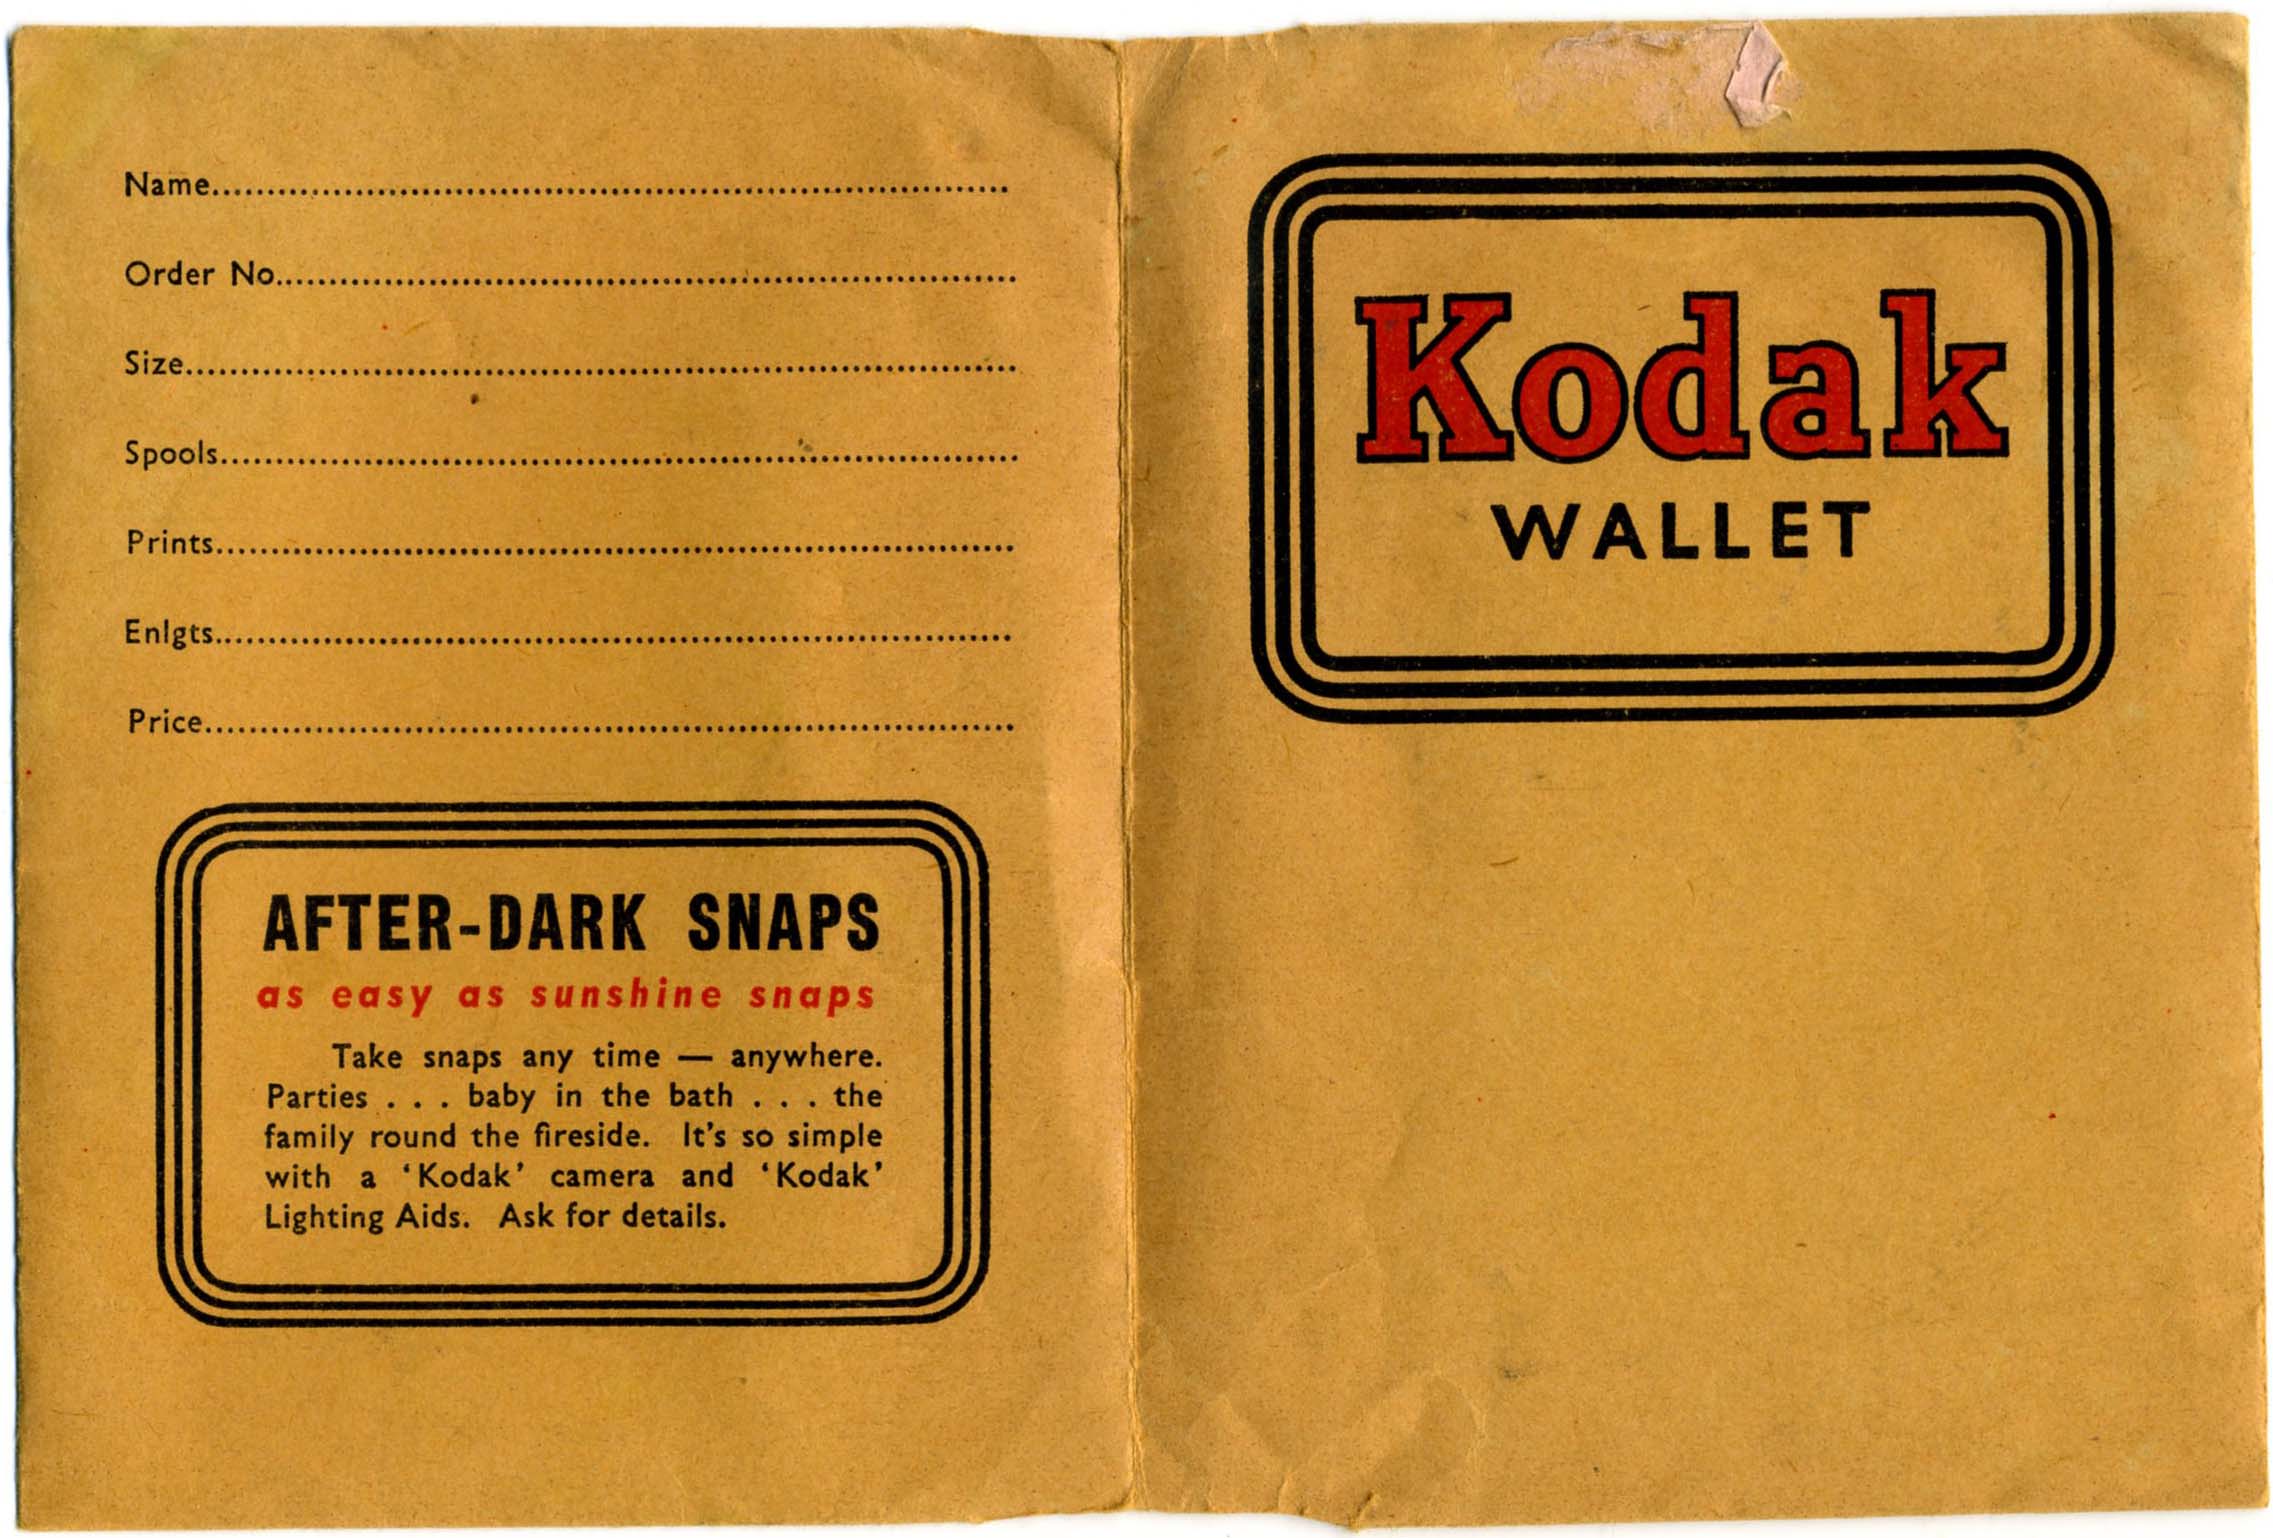 Name
Order No.
Size
Spools
Prints
Enlgts
Price
AFTER-DARK SNAPS
as easy as sunshine snaps
Take snaps any time — anywhere.
Parties . . . baby in the bath . . . the
family round the fireside. It's so simple
with a ‘Kodak’ camera and ‘Kodak’
Lighting Aids. Ask for details.
Kodak
WALLET